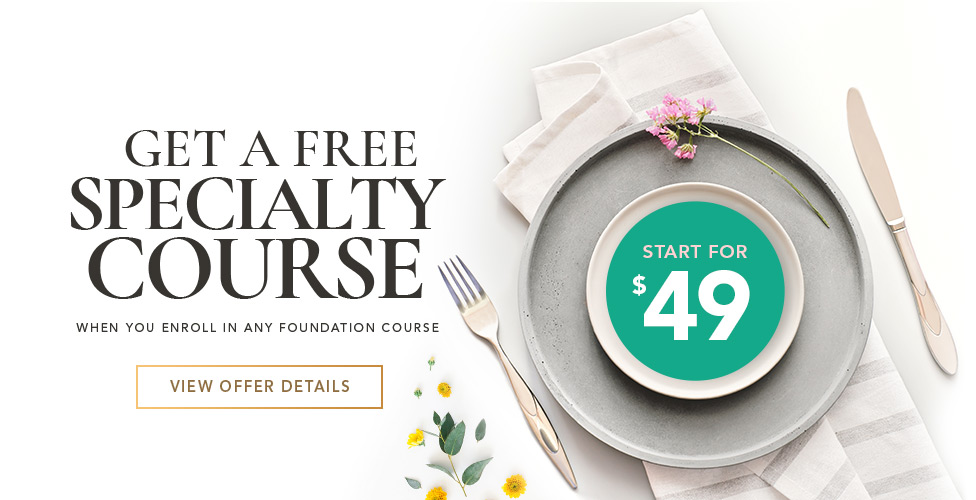 GET A FREE
SPECIALTY
COURSE
WHEN YOU ENROLL IN ANY FOUNDATION COURSE
VIEW OFFER DETAILS
START FOR
$49